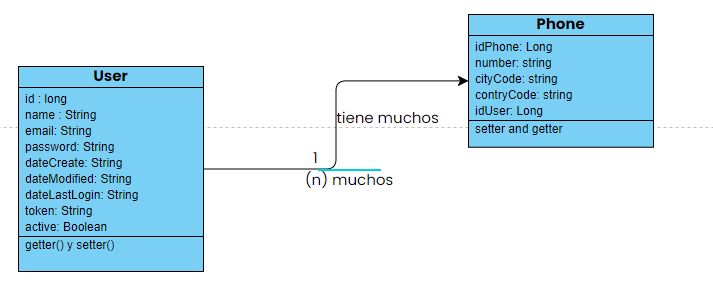 User
id : long
name : String
email: String
password: String
dateCreate: String
dateModified: String
dateLastLogin: String
token: String
active: Boolean
getter() y setter()
1
(n) muchos
tiene muchos
Phone
idPhone: Long
number: string
cityCode: string
contryCode: string
idUser: Long
setter and getter